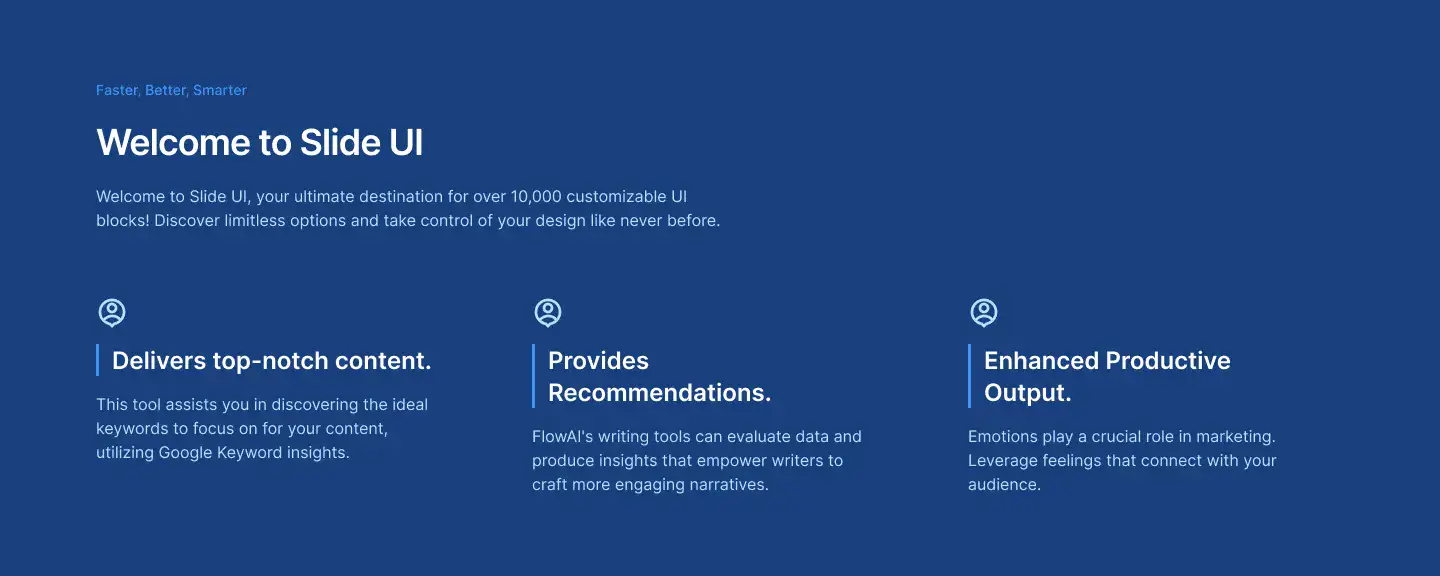 Faster, Better, Smarter
Welcome to Slide UI
Welcome to Slide UI, your ultimate destination for over 10,000 customizable UI
blocks! Discover limitless options and take control of your design like never before.
Delivers top-notch content.
This tool assists you in discovering the ideal
keywords to focus on for your content,
utilizing Google Keyword insights.
Provides
Recommendations.
FlowAI's writing tools can evaluate data and
produce insights that empower writers to
craft more engaging narratives.
Enhanced Productive
Output.
Emotions play a crucial role in marketing.
Leverage feelings that connect with your
audience.